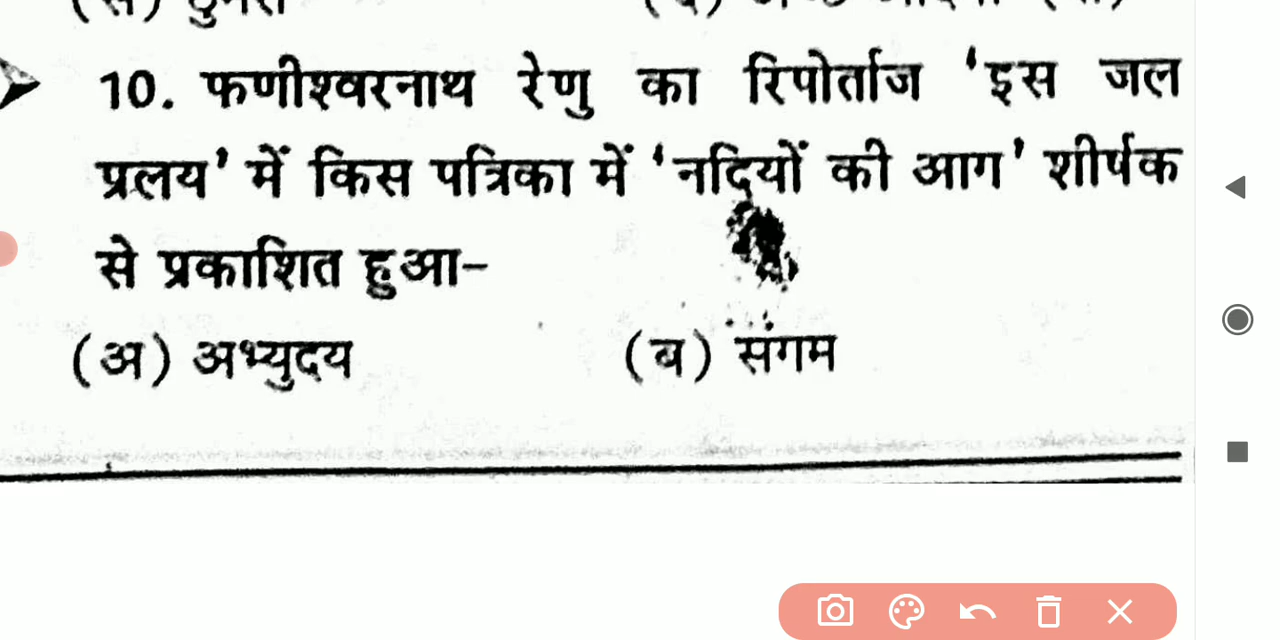 10. फणीश्वरनाथ रेणु का रिपोर्ताज 'इस जल
प्रलय' में किस पत्रिका में 'नदियों की आग' शीर्षक
से प्रकाशित हुआ-
(अ) अभ्युदय (ब) संगम